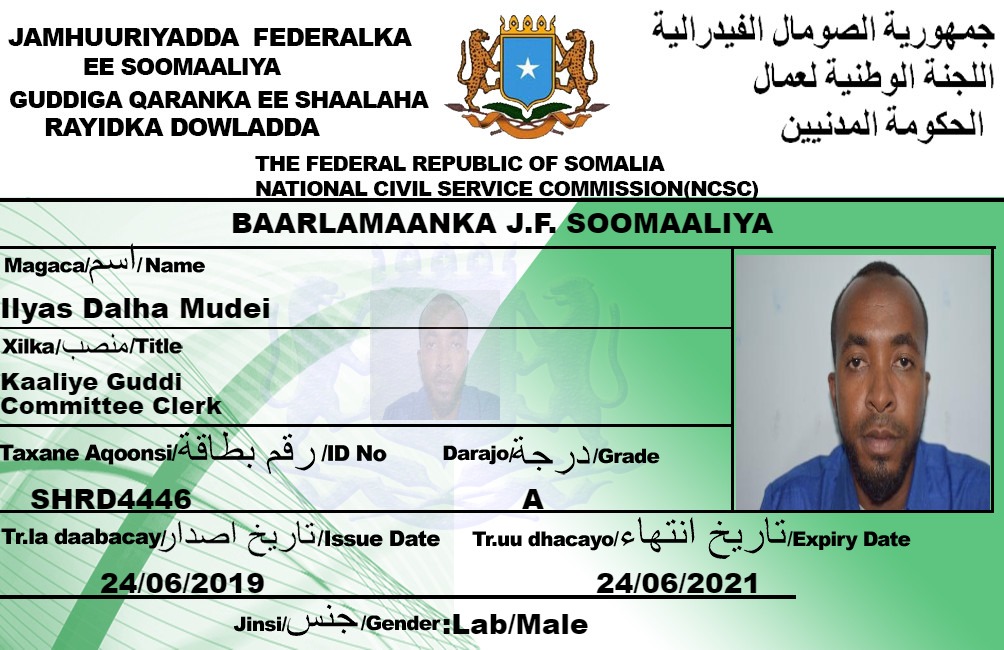 JAMHUURIYADDA FEDERALKA
EE SOOMAALIYA
GUDDIGA QARANKA EE SHAALAHA
RAYIDKA DOWLADDA
جمهورية الصومال الفيدرالية
اللجنة الوطنية لعمال
الحكومة المدنيين
THE FEDERAL REPUBLIC OF SOMALIA
NATIONAL CIVIL SERVICE COMMISSION(NCSC)
BAARLAMAANKA J.F. SOOMAALIYA
Magaca/اسم/Name
Ilyas Dalha Mudei
Xilka/منصب/Title
Kaaliye Guddi
Committee Clerk
Taxane Aqoonsi/رقم بطاقة/ID No Darajo/درجة/Grade
SHRD4446 A
Tr.la daabacay/تاريخ اصدار/Issue Date Tr.uu dhacayo/تاريخ انتهاء/Expiry Date
24/06/2019 24/06/2021
Jinsi/جنس/Gender:Lab/Male